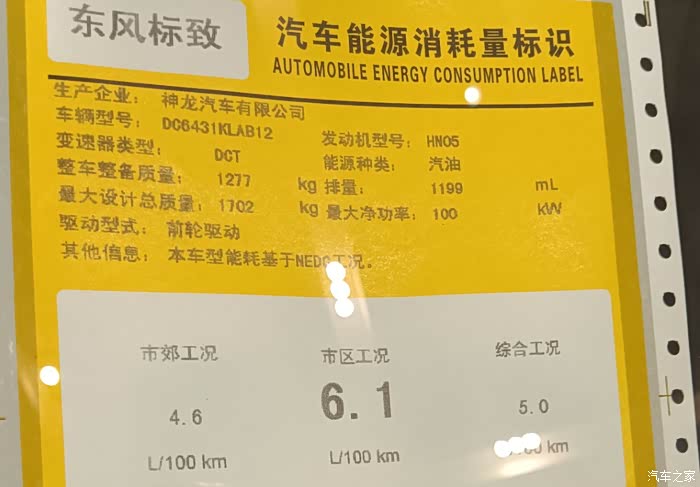 东风标致
汽车能源消耗量标识
AUTOMOBILE ENERGY CONSUMPTION LABEL
生产企业： 神龙汽车有限公司
车辆型号： DC6431KLAB12 发动机型号： HN05
变速器类型： DCT 能源种类： 汽油
整车整备质量： 1277 kg 排量： 1199 mL
最大设计总质量： 1702 kg 最大净功率： 100 kW
驱动型式： 前轮驱动
其他信息： 本车型能耗基于NEDC工况。
市郊工况 市区工况 综合工况
4.6 6.1 5.0
L/100 km L/100 km km
汽车之家